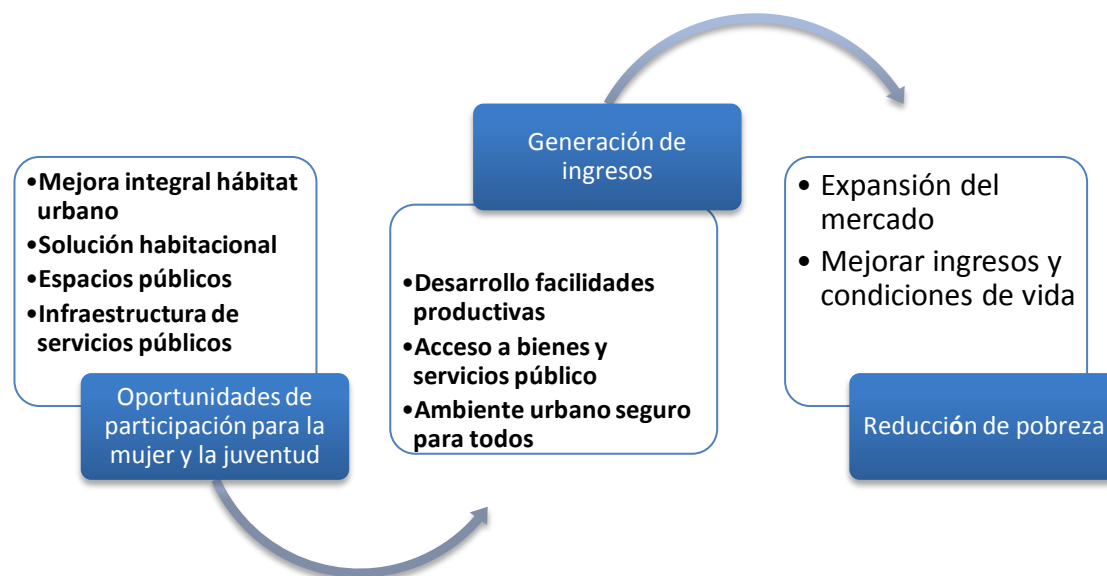 •Mejora integral hábitat
urbano
•Solución habitacional
•Espacios públicos
•Infraestructura de
servicios públicos
Oportunidades de
participación para la
mujer y la juventud
Generación de
ingresos
•Desarrollo facilidades
productivas
•Acceso a bienes y
servicios público
•Ambiente urbano seguro
para todos
• Expansión del
mercado
• Mejorar ingresos y
condiciones de vida
Reducción de pobreza